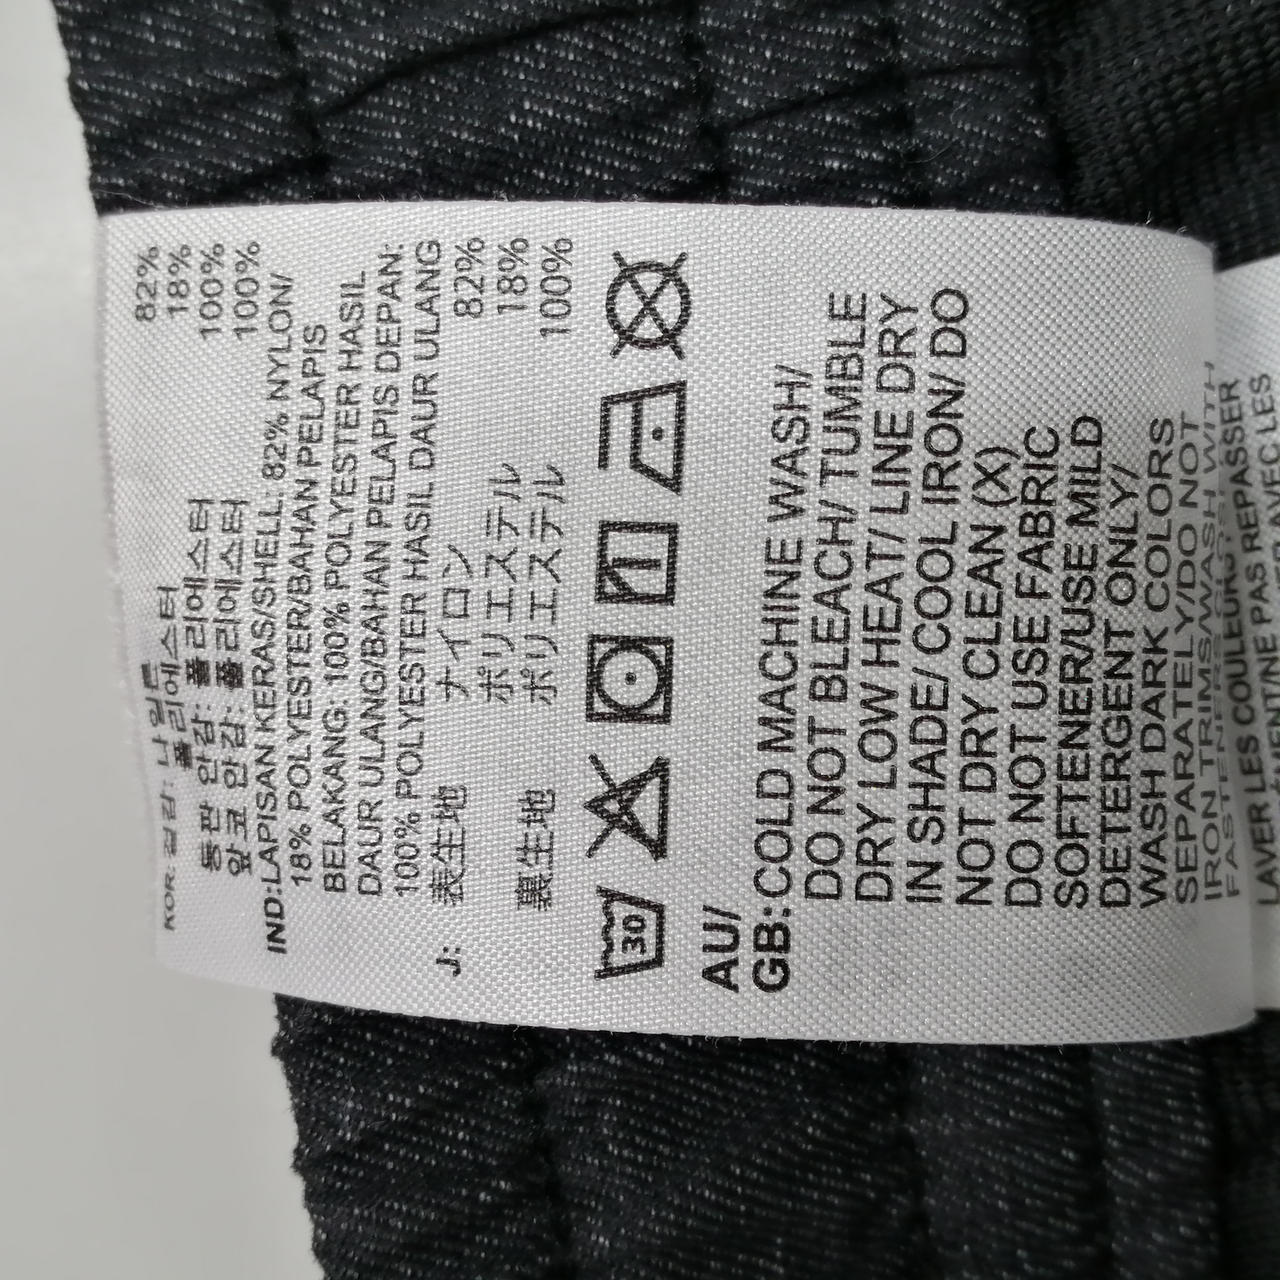 KOR: 겉감: 나일론 82%
폴리에스터 18%
등판 안감: 폴리에스터 100%
앞코 안감: 폴리에스터 100%
IND:LAPISAN KERAS/SHELL: 82% NYLON/
18% POLYESTER/BAHAN PELAPIS
BELAKANG: 100% POLYESTER HASIL
DAUR ULANG/BAHAN PELAPIS DEPAN:
100% POLYESTER HASIL DAUR ULANG
J: 表生地 ナイロン 82%
ポリエステル 18%
裏生地 ポリエステル 100%
30
AU/
GB: COLD MACHINE WASH/
DO NOT BLEACH/ TUMBLE
DRY LOW HEAT/ LINE DRY
IN SHADE/ COOL IRON/ DO
NOT DRY CLEAN (X)
DO NOT USE FABRIC
SOFTENER/USE MILD
DETERGENT ONLY/
WASH DARK COLORS
SEPARATELY/DO NOT
IRON TRIMS/WASH WITH
FASTENERS
LAVER LES COULEURS
NE PAS REPASSER
AVEC LES